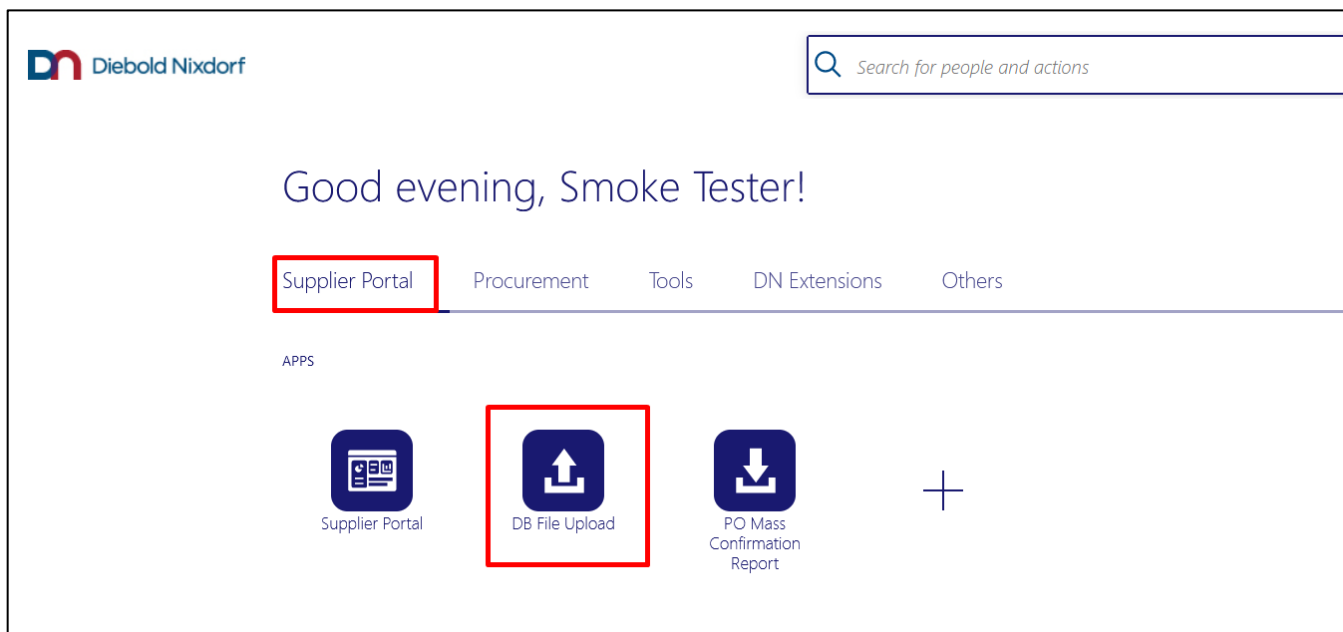 Diebold Nixdorf
Search for people and actions
Good evening, Smoke Tester!
Supplier Portal Procurement Tools DN Extensions Others
APPS
Supplier Portal DB File Upload PO Mass
Confirmation
Report